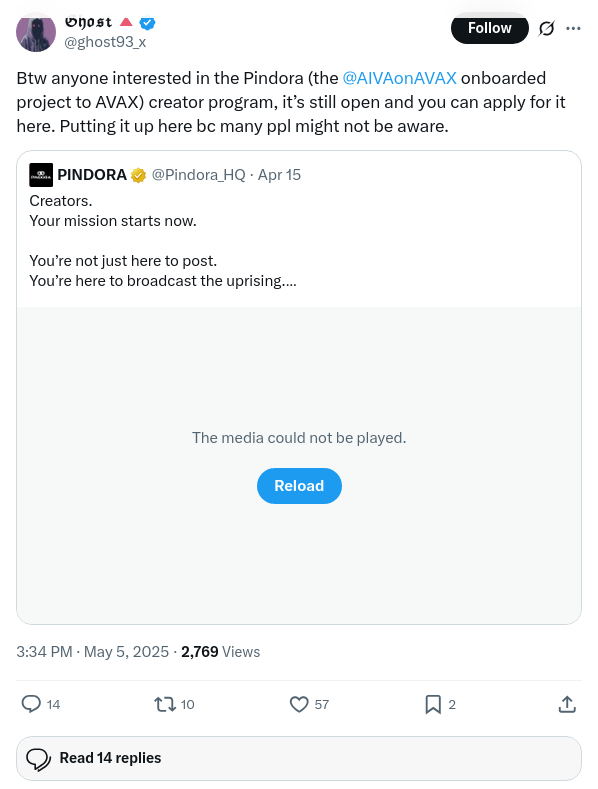 𝕲𝖍𝖔𝖘𝖙 🔺
@ghost93_x
Follow
Btw anyone interested in the Pindora (the @AIVAonAVAX onboarded
project to AVAX) creator program, it’s still open and you can apply for it
here. Putting it up here bc many ppl might not be aware.
PINDORA @Pindora_HQ · Apr 15
Creators.
Your mission starts now.
You’re not just here to post.
You’re here to broadcast the uprising....
The media could not be played.
Reload
3:34 PM · May 5, 2025 · 2,769 Views
14 10 57 2
Read 14 replies